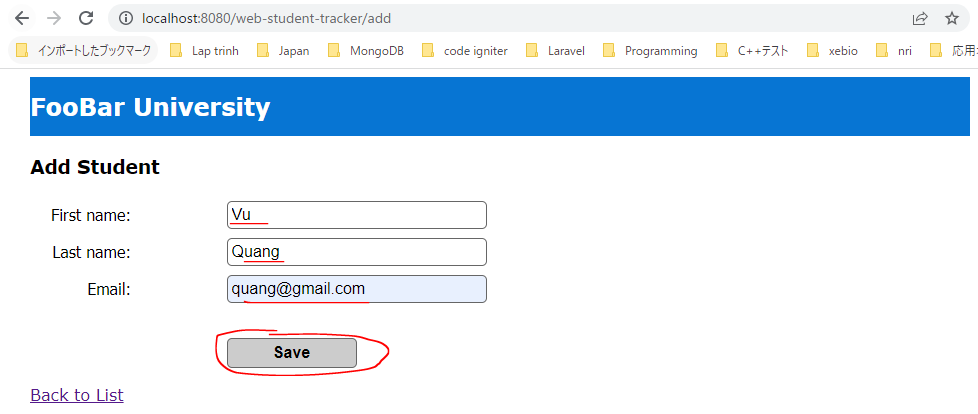 localhost:8080/web-student-tracker/add
インポートしたブックマーク Lap trinh Japan MongoDB code igniter Laravel Programming C++テスト xebio nri 応用
FooBar University
Add Student
First name: Vu
Last name: Quang
Email: quang@gmail.com
Save
Back to List